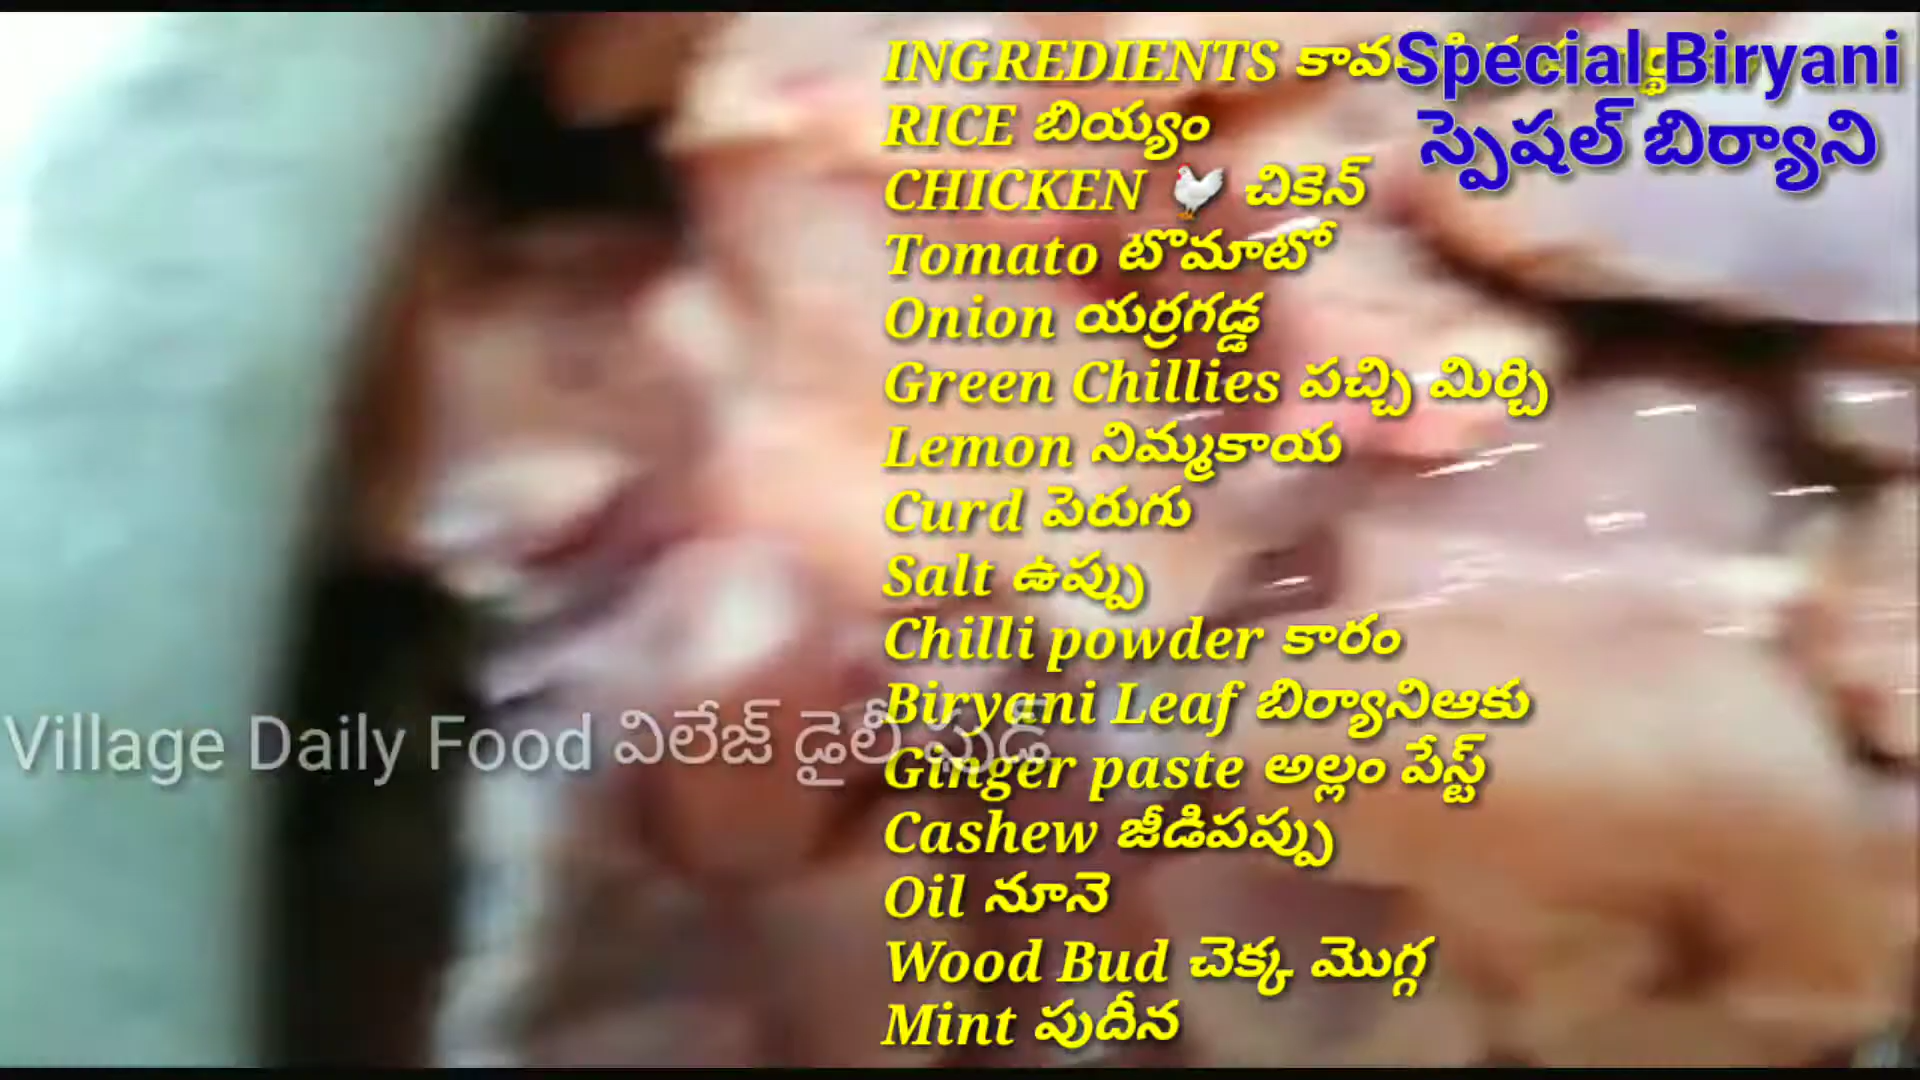 INGREDIENTS
Special Biryani
స్పెషల్ బిర్యాని
RICE బియ్యం
CHICKEN 🐓 చికెన్
Tomato టొమాటో
Onion యర్రగడ్డ
Green Chillies పచ్చి మిర్చి
Lemon నిమ్మకాయ
Curd పెరుగు
Salt ఉప్పు
Chilli powder కారం
Biryani Leaf బిర్యానిఆకు
Village Daily Food విలేజ్ డైలీ ఫుడ్
Ginger paste అల్లం పేస్ట్
Cashew జీడిపప్పు
Oil నూనె
Wood Bud చెక్క మొగ్గ
Mint పుదీన